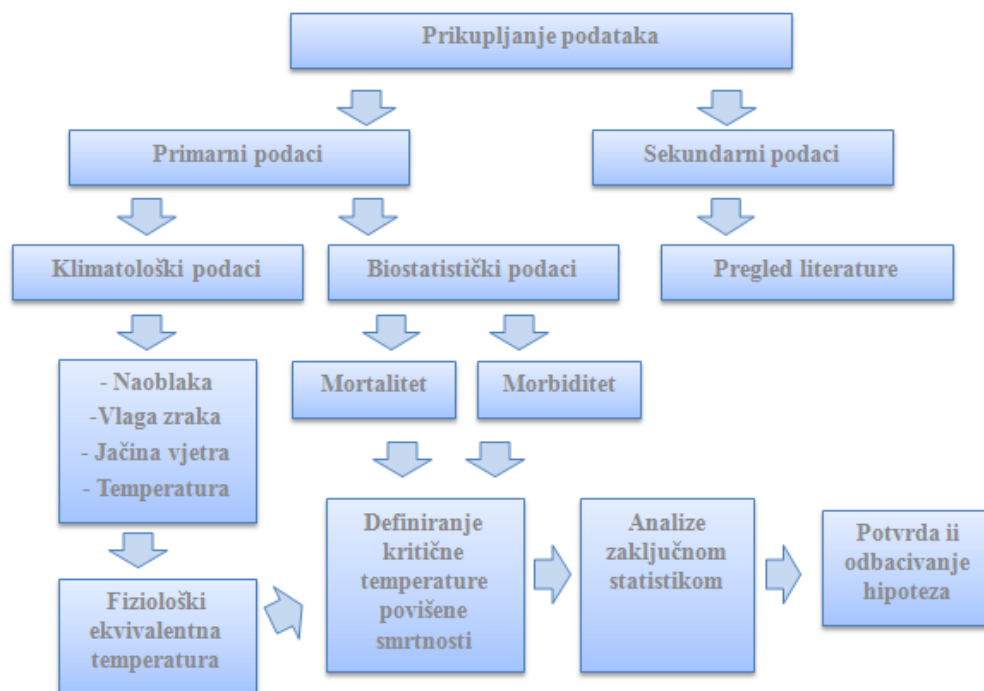 Prikupljanje podataka
Primarni podaci
Sekundarni podaci
Klimatološki podaci
Biostatistički podaci
Pregled literature
- Naoblaka
-Vlaga zraka
- Jačina vjetra
- Temperatura
Mortalitet
Morbiditet
Definiranje
kritične
temperature
povišene
smrtnosti
Analize
zaključnom
statistikom
Potvrda ii
odbacivanje
hipoteza
Fiziološki
ekvivalentna
temperatura